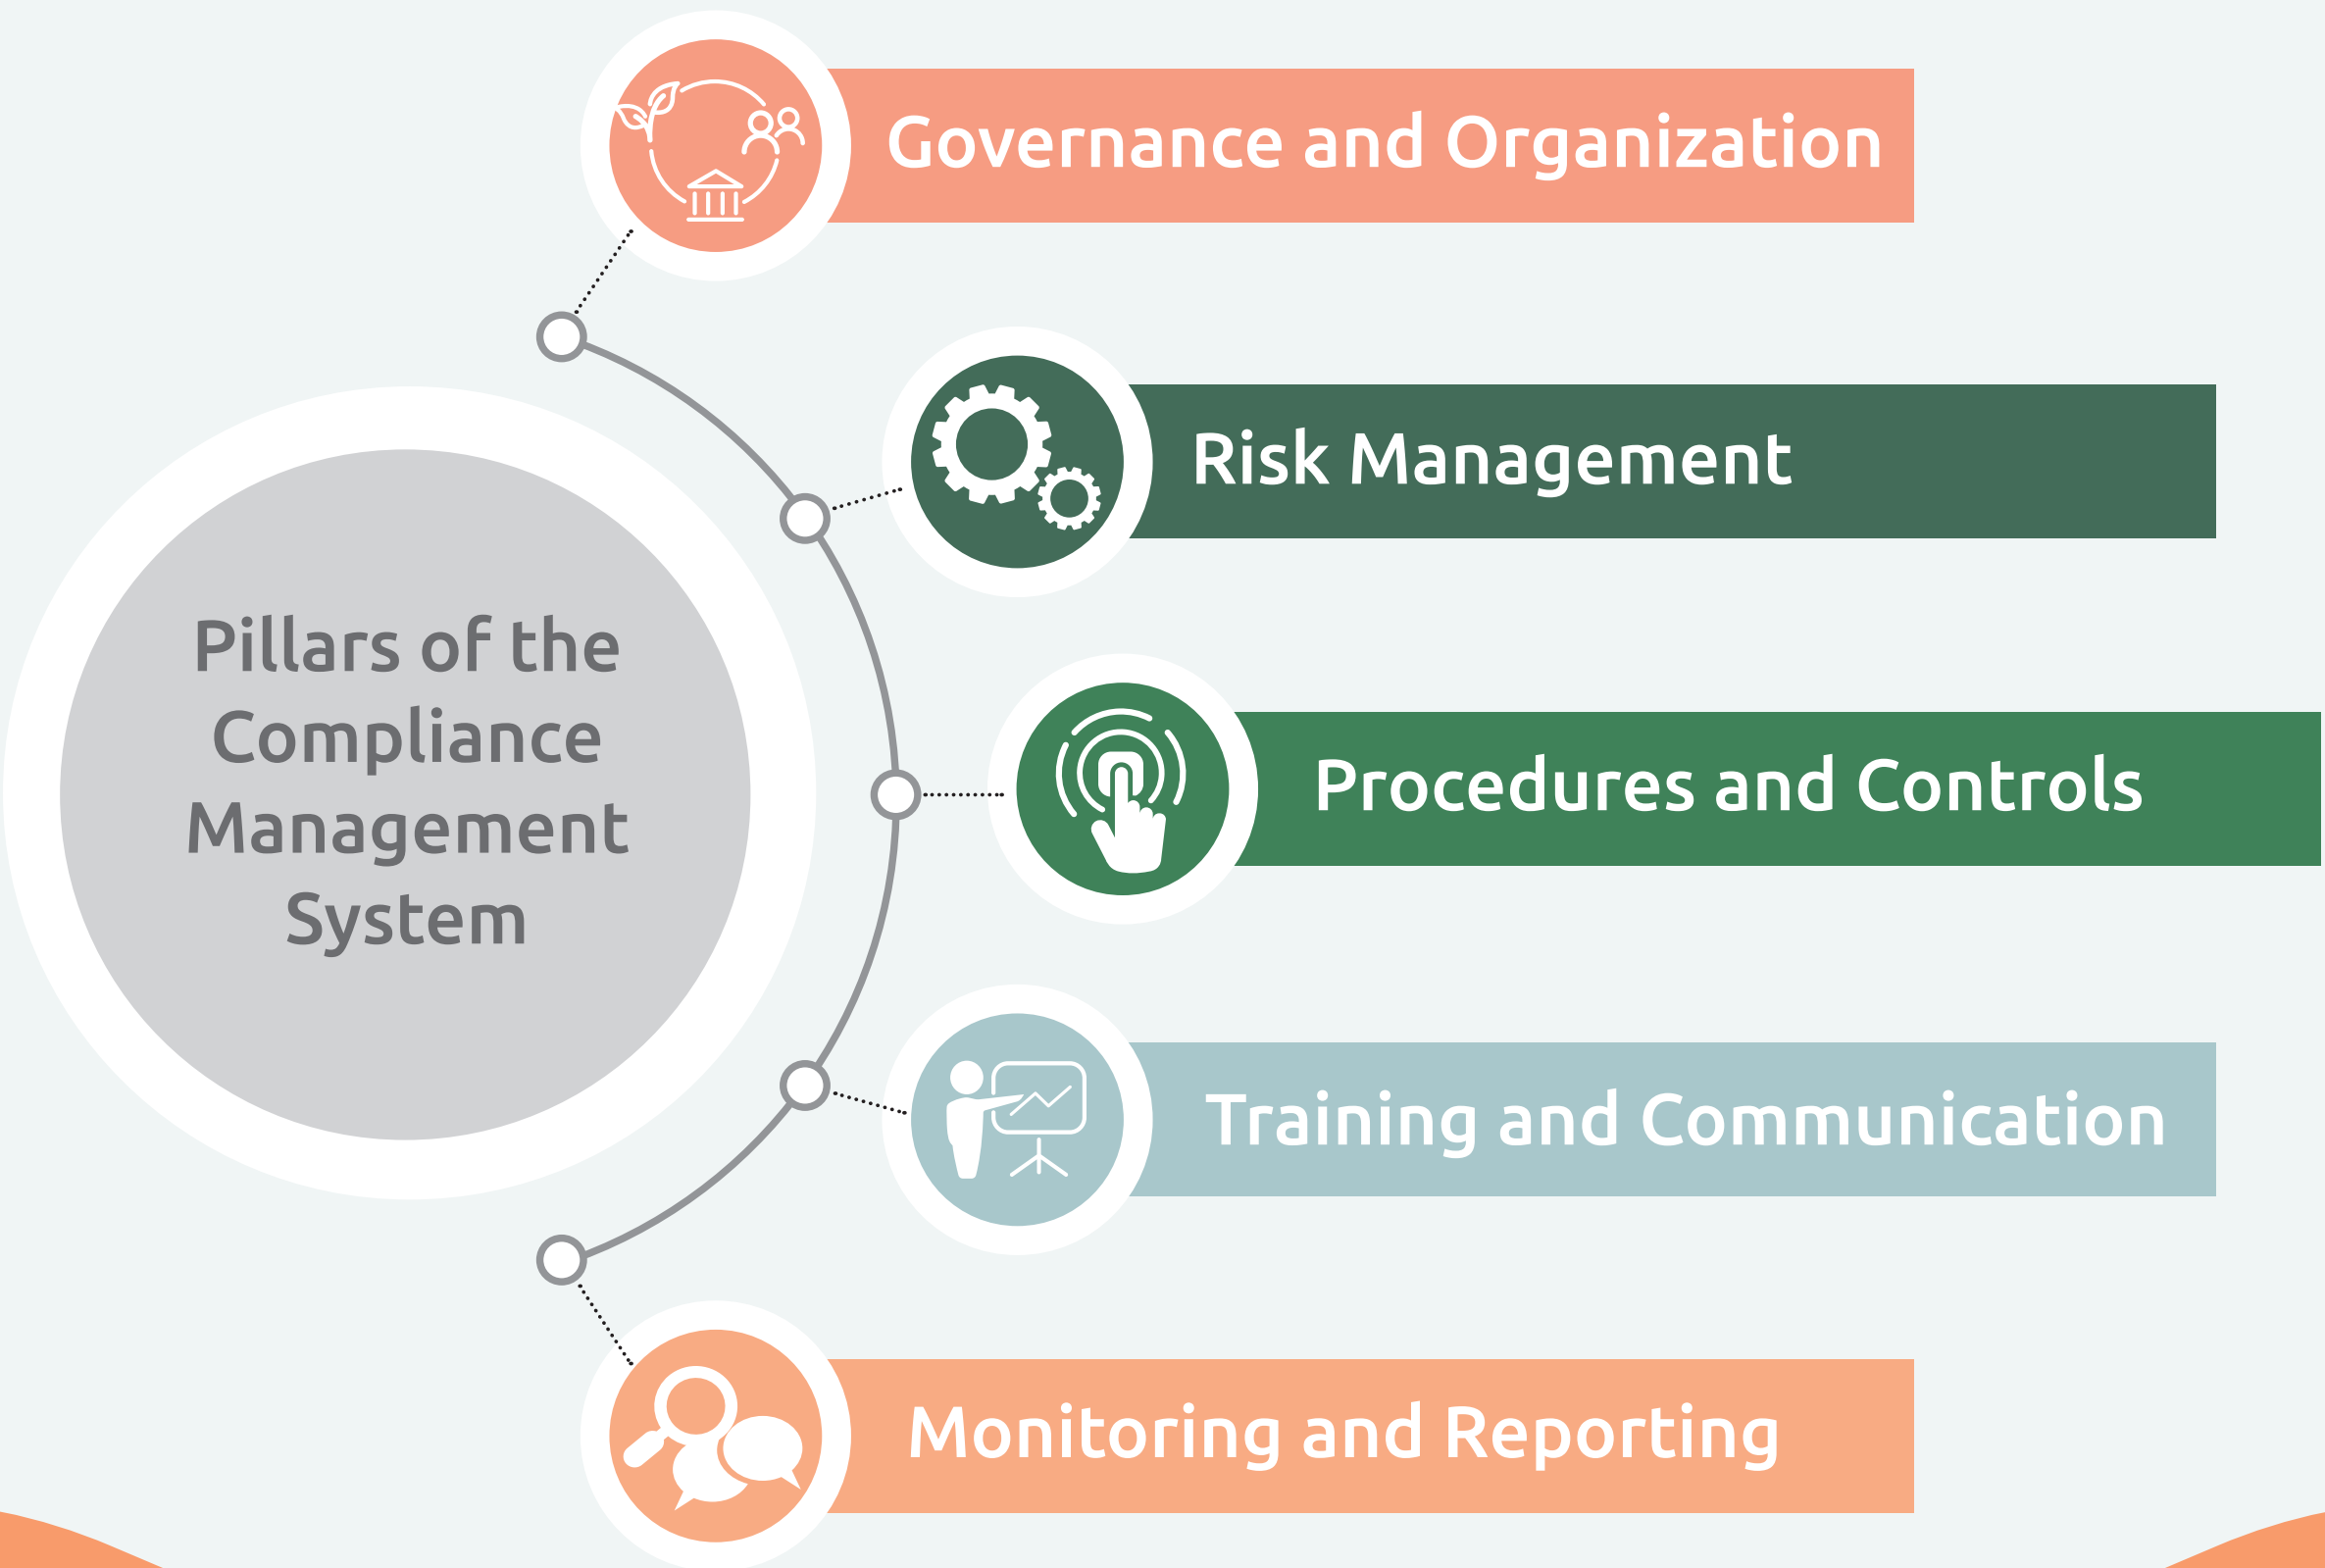 Governance and Organization
Risk Management
Pillars of the
Compliance
Management
System
Procedures and Controls
Training and Communication
Monitoring and Reporting